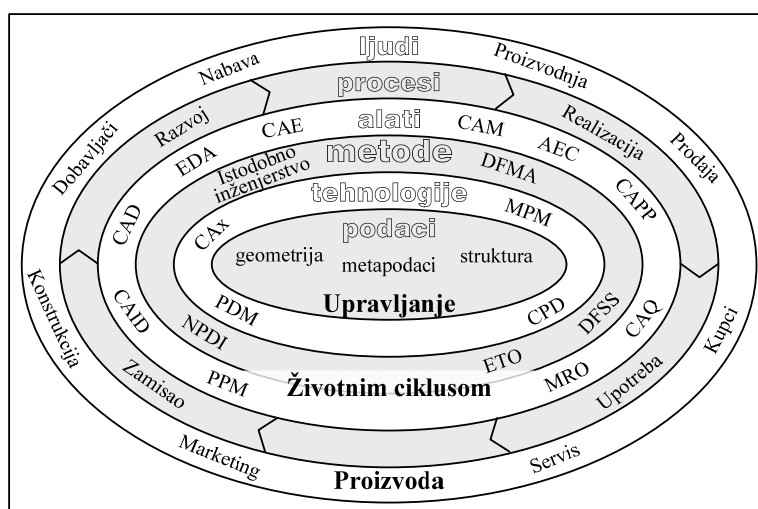 ljudi
Nabava
Proizvodnja
procesi
Razvoj
Realizacija
Dobavljači
Prodaja
alati
CAE
CAM
EDA
AEC
metode
Istodobno
inženjerstvo
DFMA
CAPP
CAD
tehnologije
CAx
MPM
podaci
geometrija
metapodaci
struktura
Upravljanje
PDM
CPD
Konstrukcija
CAID
NPDI
DFSS
CAQ
Kupci
ETO
Zamisao
PPM
Životnim ciklusom
MRO
Upotreba
Marketing
Proizvoda
Servis